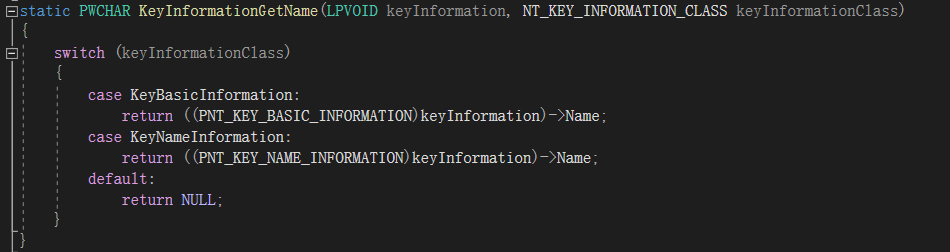 static PWCHAR KeyInformationGetName(LPVOID keyInformation, NT_KEY_INFORMATION_CLASS keyInformationClass)
{
    switch (keyInformationClass)
    {
        case KeyBasicInformation:
            return ((PNT_KEY_BASIC_INFORMATION)keyInformation)->Name;
        case KeyNameInformation:
            return ((PNT_KEY_NAME_INFORMATION)keyInformation)->Name;
        default:
            return NULL;
    }
}